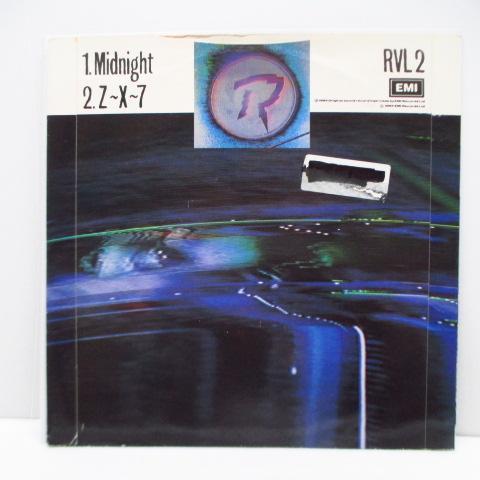 1. Midnight
2. Z~X~7
R
RVL 2
EMI